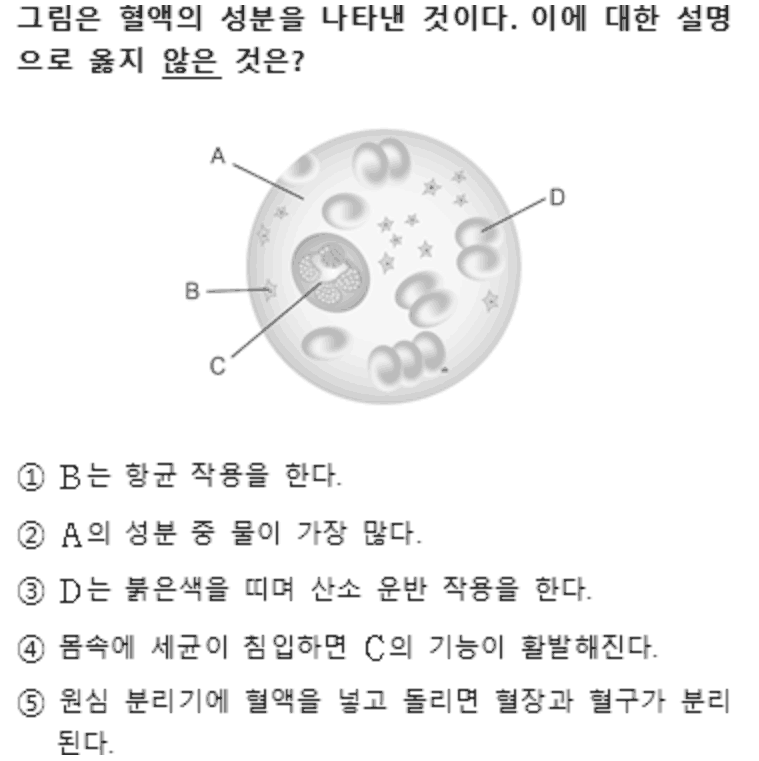 그림은 혈액의 성분을 나타낸 것이다. 이에 대한 설명
으로 옳지 않은 것은?
A
D
B
C
① B는 항균 작용을 한다.
② A의 성분 중 물이 가장 많다.
③ D는 붉은색을 띠며 산소 운반 작용을 한다.
④ 몸속에 세균이 침입하면 C의 기능이 활발해진다.
⑤ 원심 분리기에 혈액을 넣고 돌리면 혈장과 혈구가 분리
된다.